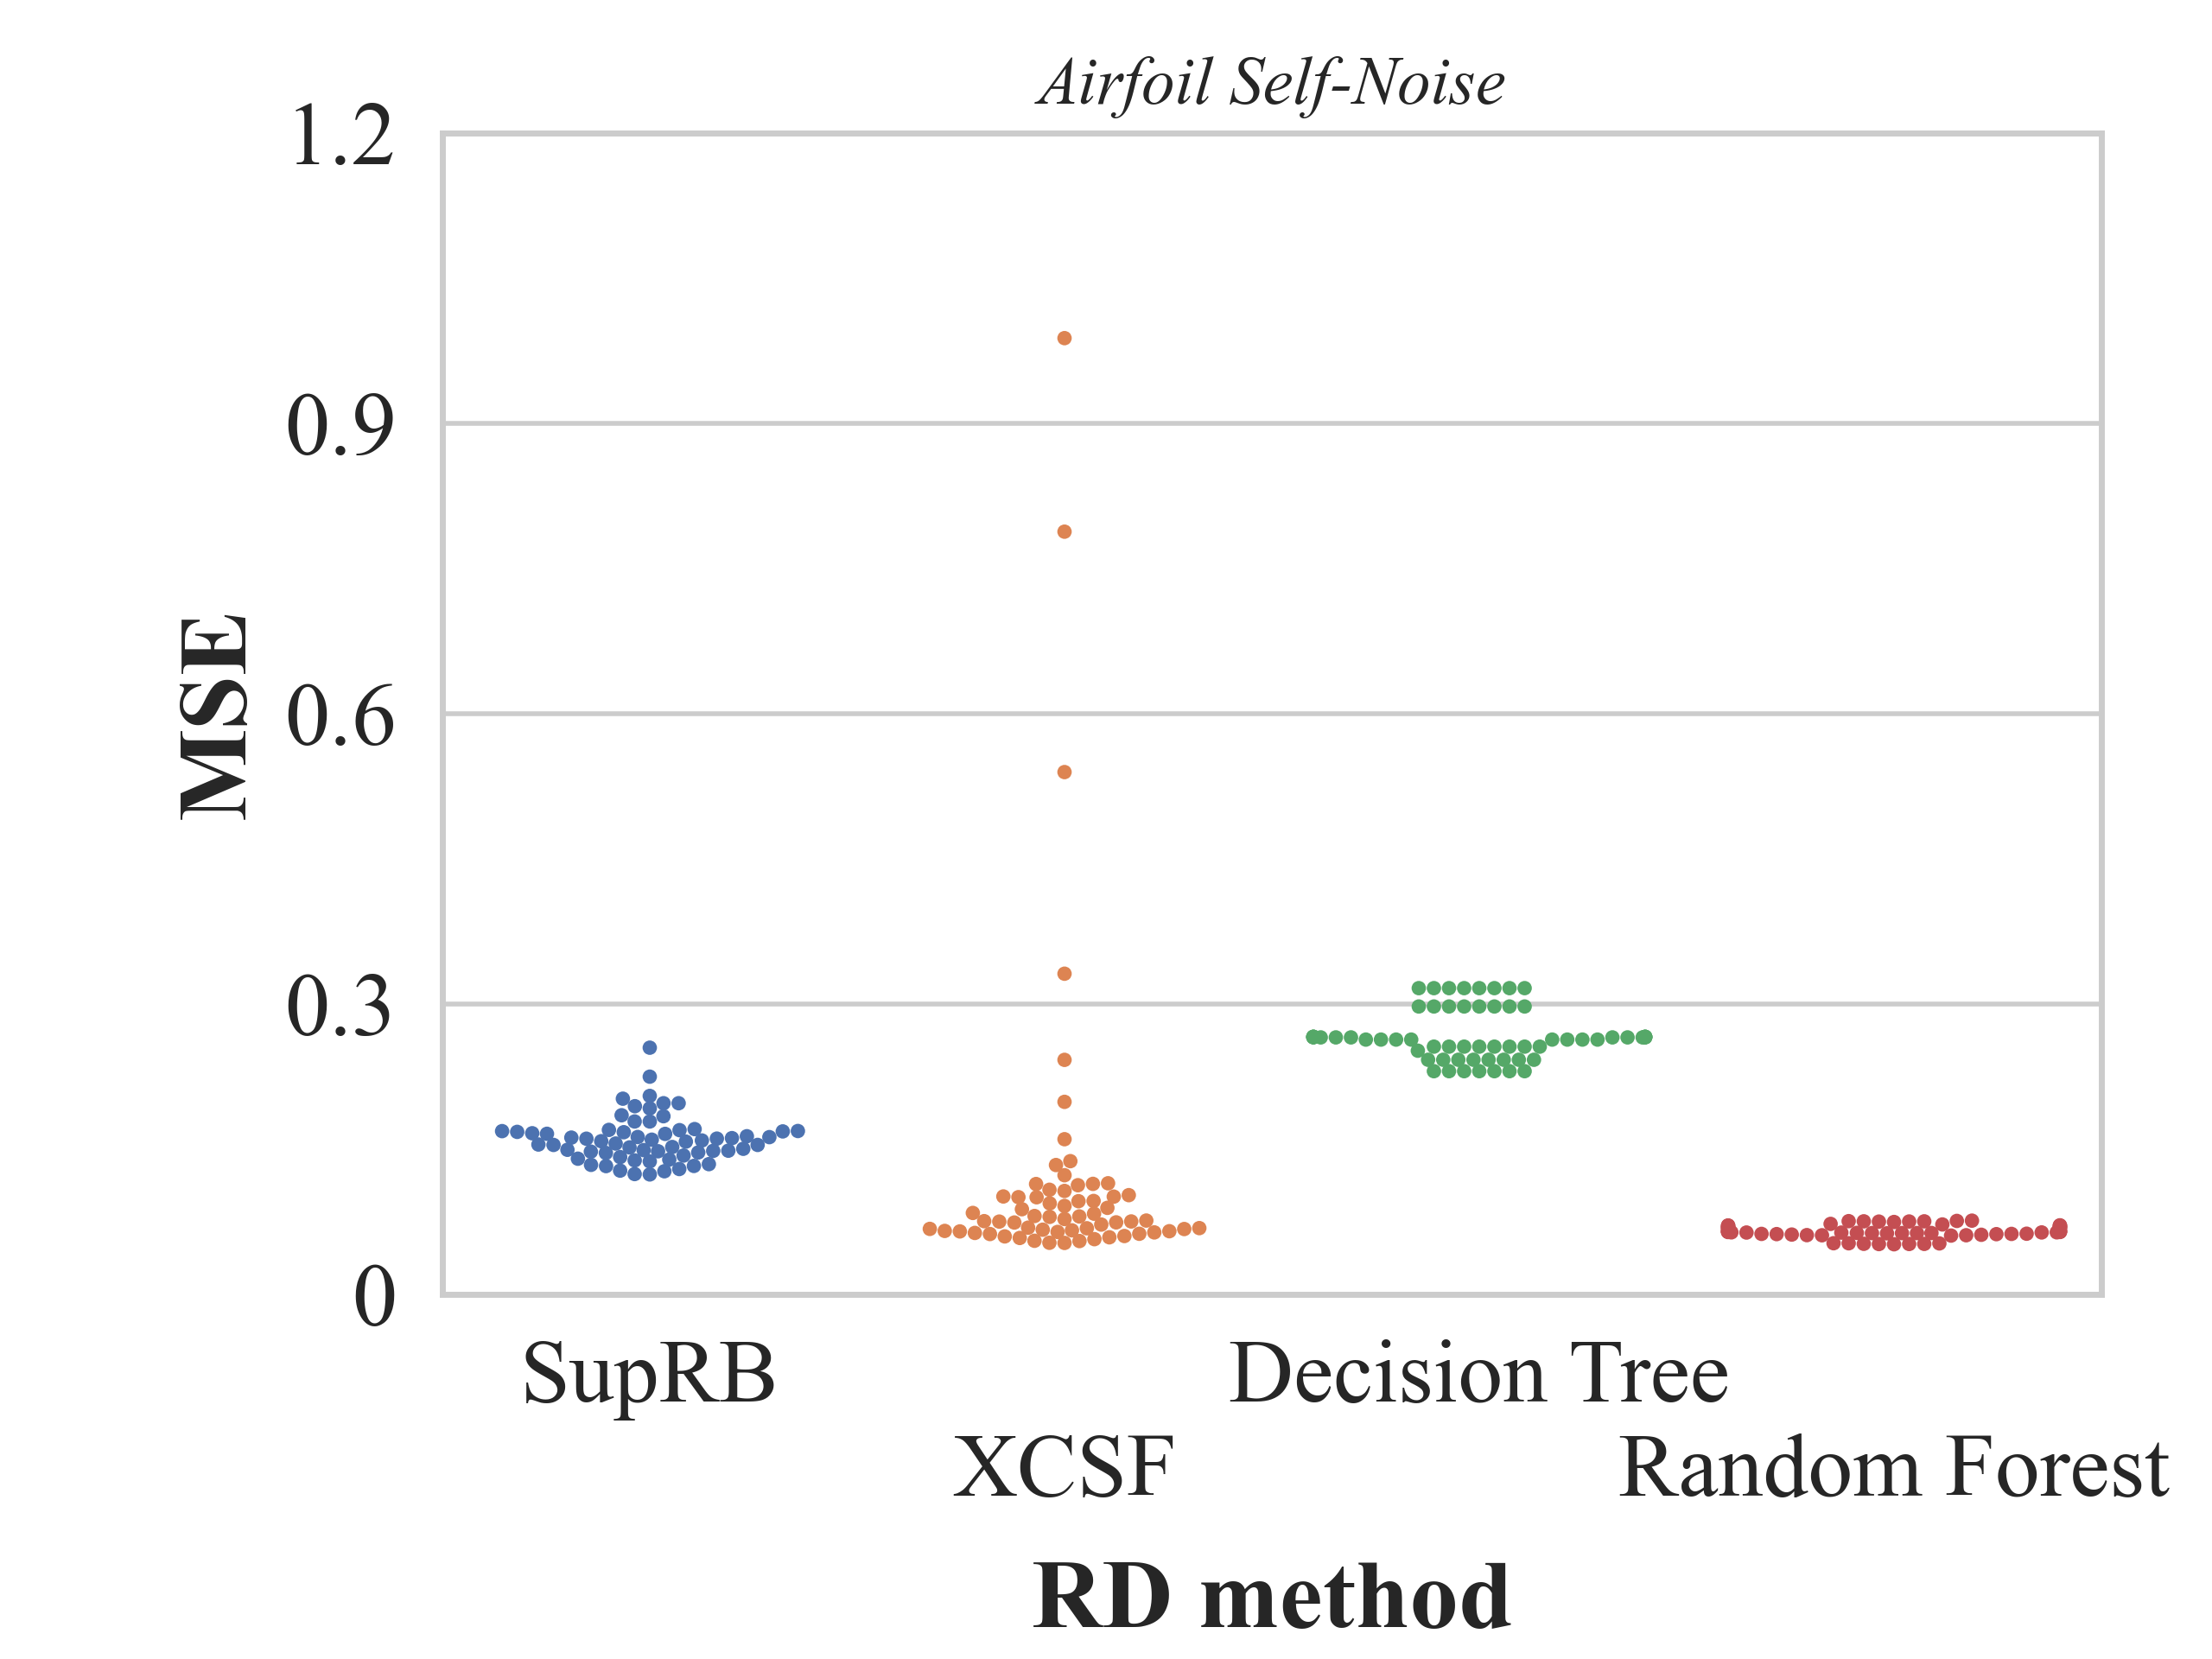 Airfoil Self-Noise
1.2
0.9
0.6
0.3
0
MSE
SupRB
Decision Tree
XCSF
Random Forest
RD method